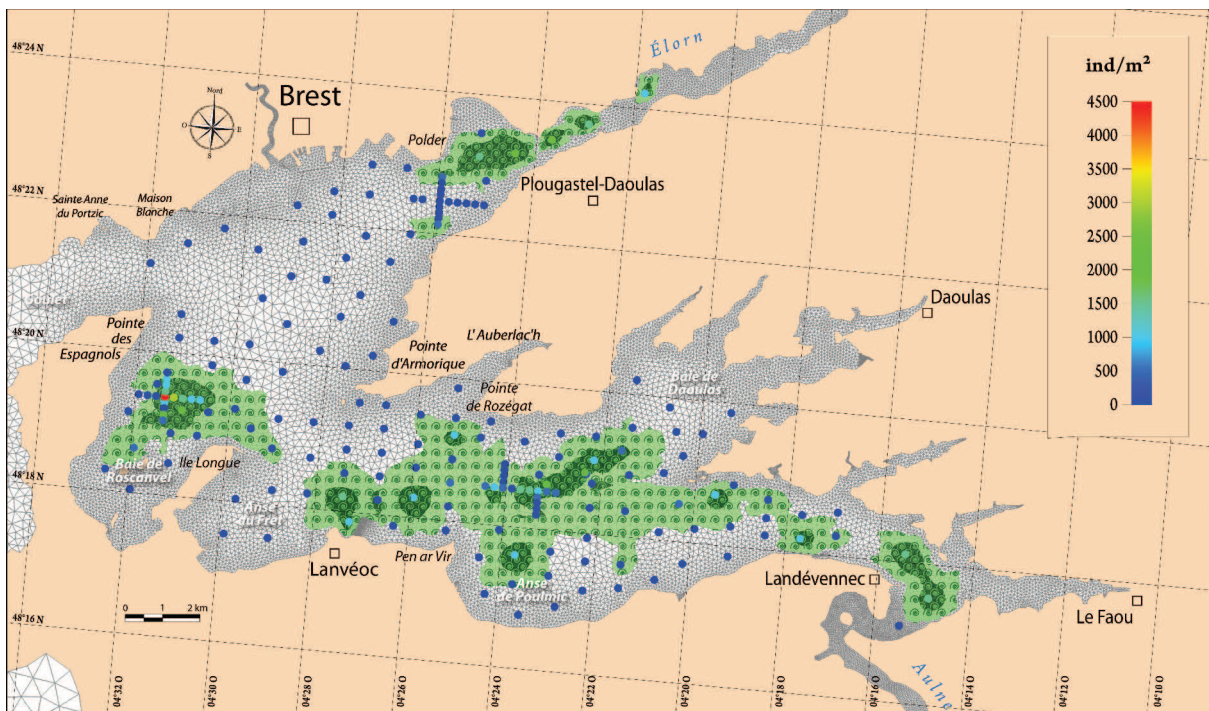 48°24 N
Élorn
ind/m²
4500
4000
3500
3000
2500
2000
1500
1000
500
0
Nord
O
E
S
Brest
Polder
48°22 N
Plougastel-Daoulas
Sainte Anne
du Portzic
Maison
Blanche
Goulet
Daoulas
48°20 N
Pointe
des
Espagnols
L' Auberlac'h
Pointe
d'Armorique
Baie de
Daoulas
Pointe
de Rozégat
Ile Longue
Baie de
Roscanvel
48°18 N
Anse
du Fret
Pen ar Vir
Lanvéoc
Anse
de Poulmic
Landévennec
Le Faou
0 1 2 km
48°16 N
Aulne
04°32 O
04°30 O
04°28 O
04°26 O
04°24 O
04°22 O
04°20 O
04°18 O
04°16 O
04°14 O
04°12 O
04°10 O